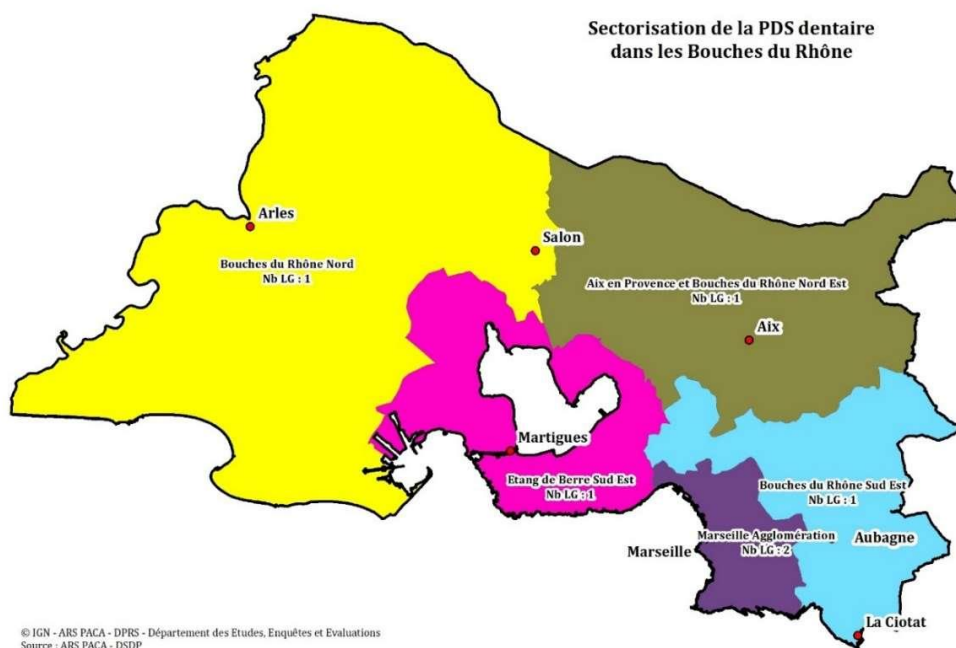 Sectorisation de la PDS dentaire
dans les Bouches du Rhône
Arles
Salon
Bouches du Rhône Nord
Nb LG : 1
Aix en Provence et Bouches du Rhône Nord Est
Nb LG : 1
Aix
Martigues
Etang de Berre Sud Est
Nb LG : 1
Bouches du Rhône Sud Est
Nb LG : 1
Marseille Agglomération
Nb LG : 2
Aubagne
Marseille
La Ciotat
© IGN - ARS PACA - DPRS - Département des Etudes, Enquêtes et Evaluations
Source : ARS PACA - DSDP